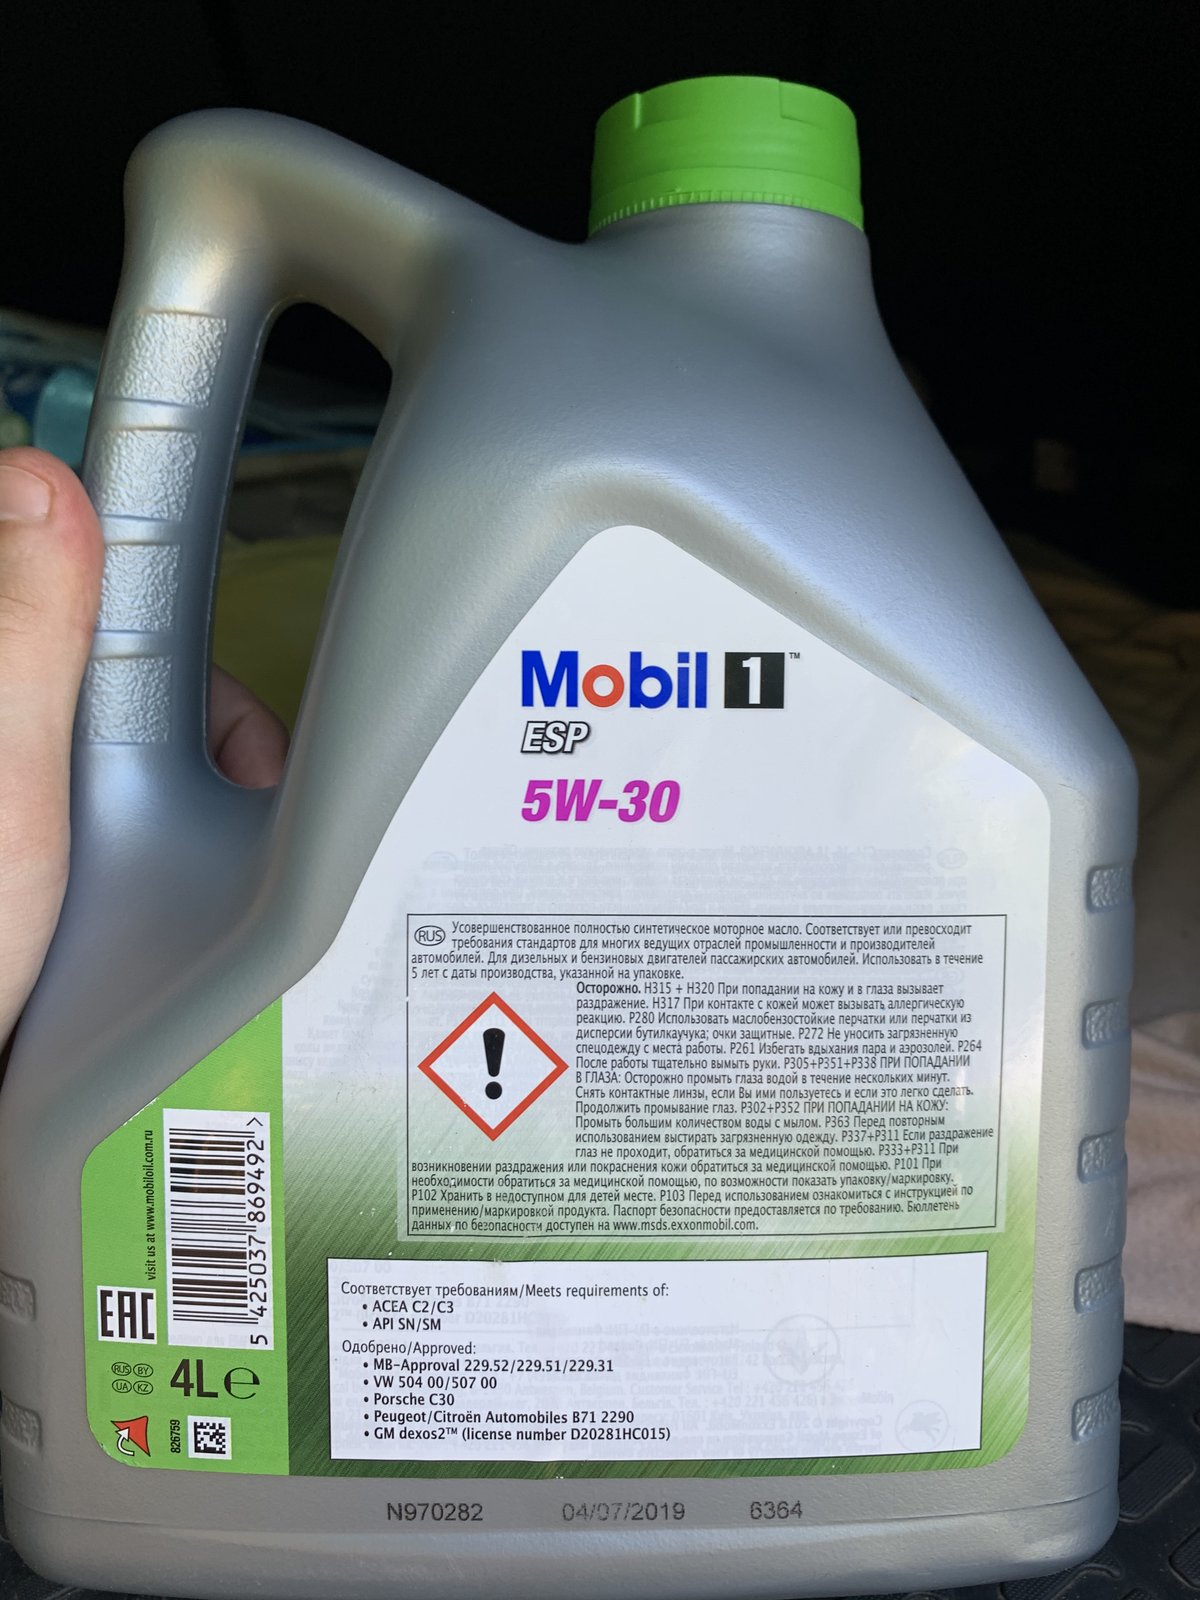 Mobil 1™
ESP
5W-30
RUS Усовершенствованное полностью синтетическое моторное масло. Соответствует или превосходит
требования стандартов для многих ведущих отраслей промышленности и производителей
автомобилей. Для дизельных и бензиновых двигателей пассажирских автомобилей. Использовать в течение
5 лет с даты производства, указанной на упаковке.
Осторожно. H315 + H320 При попадании на кожу и в глаза вызывает
раздражение. H317 При контакте с кожей может вызывать аллергическую
реакцию. P280 Использовать маслобензостойкие перчатки или перчатки из
дисперсии бутилкаучука; очки защитные. P272 Не уносить загрязненную
спецодежду с места работы. P261 Избегать вдыхания пара и аэрозолей. P264
После работы тщательно вымыть руки. P305+P351+P338 ПРИ ПОПАДАНИИ
В ГЛАЗА: Осторожно промыть глаза водой в течение нескольких минут.
Снять контактные линзы, если Вы ими пользуетесь и если это легко сделать.
Продолжить промывание глаз. P302+P352 ПРИ ПОПАДАНИИ НА КОЖУ:
Промыть большим количеством воды с мылом. P363 Перед повторным
использованием выстирать загрязненную одежду. P337+P311 Если раздражение
глаз не проходит, обратиться за медицинской помощью. P333+P311 При
возникновении раздражения или покраснения кожи обратиться за медицинской помощью. P101 При
необходимости обратиться за медицинской помощью, по возможности показать упаковку/маркировку.
P102 Хранить в недоступном для детей месте. P103 Перед использованием ознакомиться с инструкцией по
применению/маркировкой продукта. Паспорт безопасности предоставляется по требованию. Бюллетень
данных по безопасности доступен на www.msds.exxonmobil.com.
visit us at www.mobiloil.com.ru
5 425037 869492 >
EAC
RUS BY
UA KZ
4L e
826759
Соответствует требованиям/Meets requirements of:
• ACEA C2/C3
• API SN/SM
Одобрено/Approved:
• MB-Approval 229.52/229.51/229.31
• VW 504 00/507 00
• Porsche C30
• Peugeot/Citroën Automobiles B71 2290
• GM dexos2™ (license number D20281HC015)
N970282 04/07/2019 6364